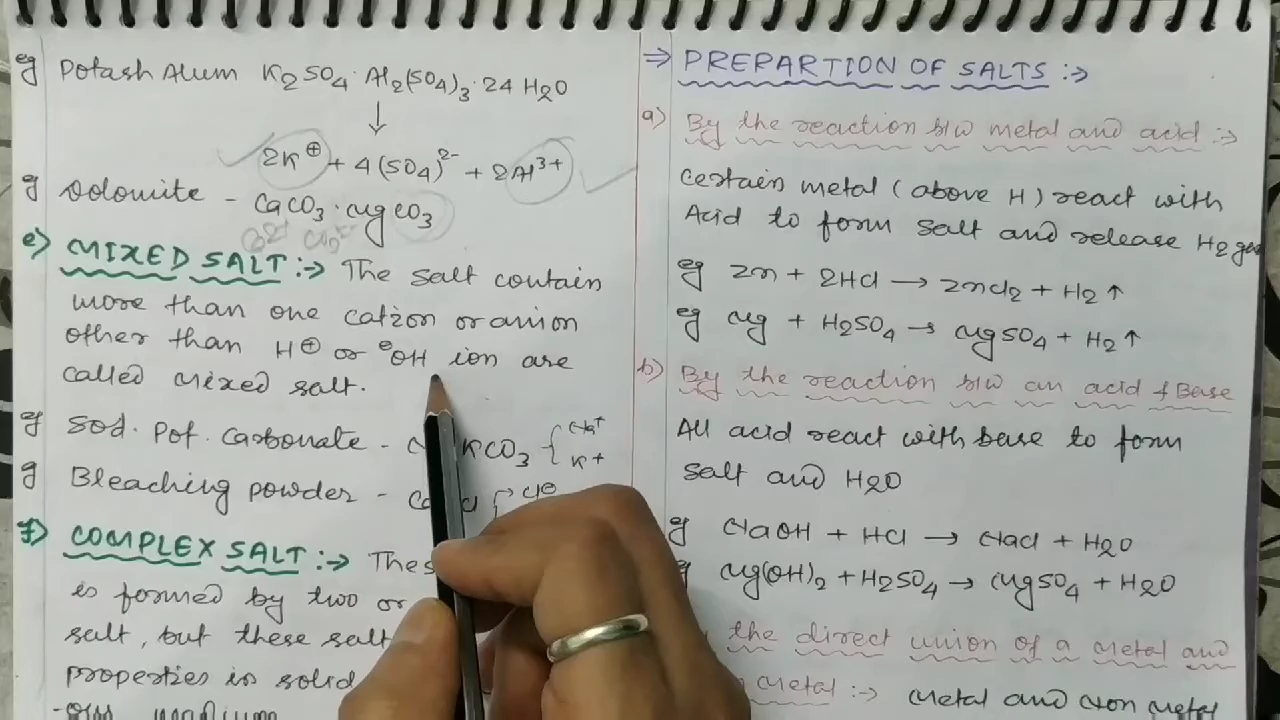 eg Potash Alum K2SO4·Al2(SO4)3·24H2O
↓
2K⊕ + 4(SO4)2- + 2Al3+
g Dolomite - CaCO3·MgCO3
e) MIXED SALT :-> The salt contain
more than one cation or anion
other than H⊕ or ⊖OH ion are
called Mixed salt.
eg Sod. Pot. Carbonate - KCO3 { Na+
K+
g Bleaching powder - Cl⊖
f) COMPLEX SALT :->
is formed by two or
salt, but these salt
properties in solid
⇒ PREPARTION OF SALTS :->
a) By the reaction b/w metal and acid :->
Certain metal (above H) react with
Acid to form salt and release H2 gas
eg Zn + 2HCl → ZnCl2 + H2↑
eg Mg + H2SO4 → MgSO4 + H2↑
b) By the reaction b/w an acid & Base
All acid react with base to form
salt and H2O
g NaOH + HCl → NaCl + H2O
Mg(OH)2 + H2SO4 → MgSO4 + H2O
the direct union of a Metal and
Metal :-> Metal and Non Metal